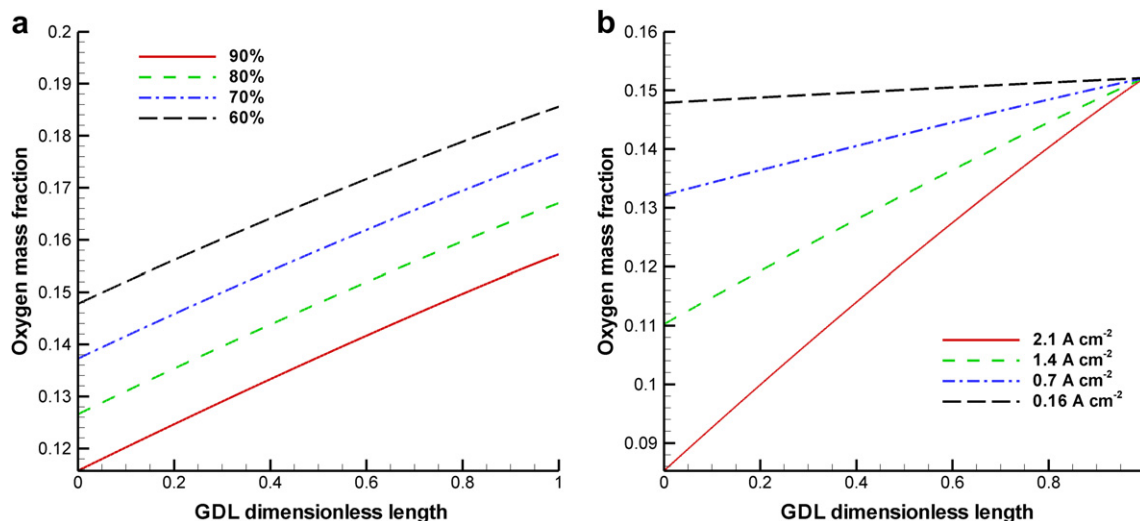 a
0.2
0.19
0.18
0.17
0.16
0.15
0.14
0.13
0.12
Oxygen mass fraction
90%
80%
70%
60%
0 0.2 0.4 0.6 0.8 1
GDL dimensionless length
b
0.16
0.15
0.14
0.13
0.12
0.11
0.1
0.09
Oxygen mass fraction
2.1 A cm-2
1.4 A cm-2
0.7 A cm-2
0.16 A cm-2
0 0.2 0.4 0.6 0.8
GDL dimensionless length